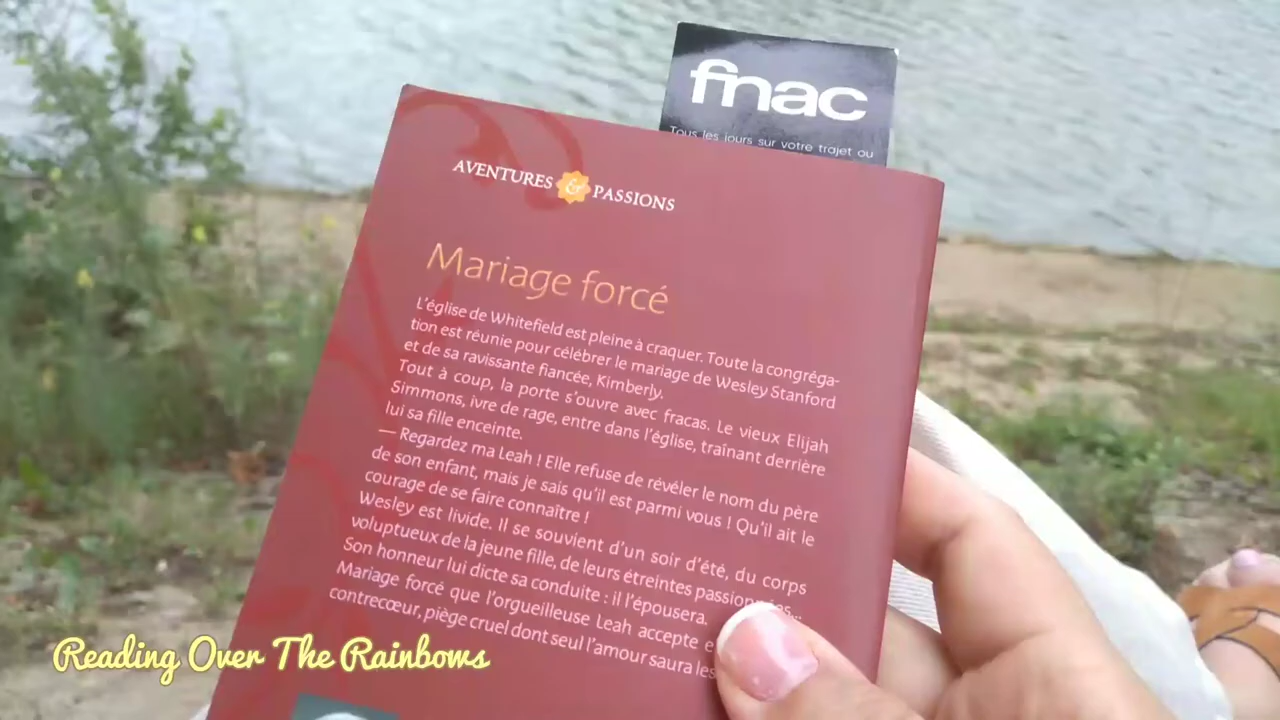 fnac
Tous les jours sur votre trajet ou
AVENTURES & PASSIONS
Mariage forcé
L'église de Whitefield est pleine à craquer. Toute la congréga-
tion est réunie pour célébrer le mariage de Wesley Stanford
et de sa ravissante fiancée, Kimberly.
Tout à coup, la porte s'ouvre avec fracas. Le vieux Elijah
Simmons, ivre de rage, entre dans l'église, traînant derrière
lui sa fille enceinte.
— Regardez ma Leah ! Elle refuse de révéler le nom du père
de son enfant, mais je sais qu'il est parmi vous ! Qu'il ait le
courage de se faire connaître !
Wesley est livide. Il se souvient d'un soir d'été, du corps
voluptueux de la jeune fille, de leurs étreintes
Son honneur lui dicte sa conduite : il l'épousera.
Mariage forcé que l'orgueilleuse Leah accepte
contrecœur, piège cruel dont seul l'amour saura les
Reading Over The Rainbows